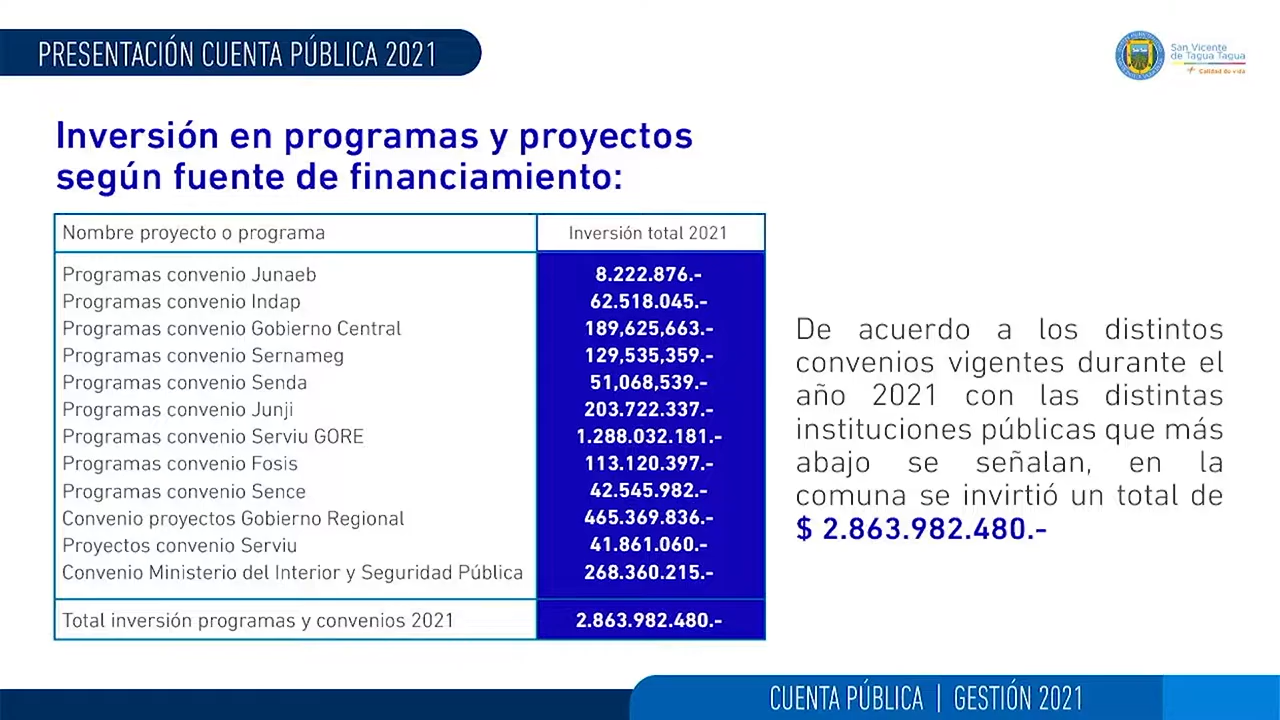 PRESENTACIÓN CUENTA PÚBLICA 2021
San Vicente
de Tagua Tagua
+ Calidad de vida
Inversión en programas y proyectos
según fuente de financiamiento:
Nombre proyecto o programa Inversión total 2021
Programas convenio Junaeb 8.222.876.-
Programas convenio Indap 62.518.045.-
Programas convenio Gobierno Central 189,625,663.-
Programas convenio Sernameg 129,535,359.-
Programas convenio Senda 51,068,539.-
Programas convenio Junji 203.722.337.-
Programas convenio Serviu GORE 1.288.032.181.-
Programas convenio Fosis 113.120.397.-
Programas convenio Sence 42.545.982.-
Convenio proyectos Gobierno Regional 465.369.836.-
Proyectos convenio Serviu 41.861.060.-
Convenio Ministerio del Interior y Seguridad Pública 268.360.215.-
Total inversión programas y convenios 2021 2.863.982.480.-
De acuerdo a los distintos
convenios vigentes durante el
año 2021 con las distintas
instituciones públicas que más
abajo se señalan, en la
comuna se invirtió un total de
$ 2.863.982.480.-
CUENTA PÚBLICA | GESTIÓN 2021